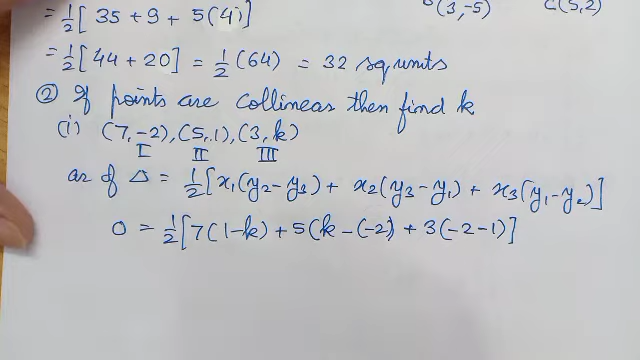 = 1/2 [ 35 + 9 + 5(4)] B(3,-5) C(5,2)
= 1/2 [44 + 20] = 1/2 (64) = 32 sq units
② If points are collinear then find k
(i) (7,-2),(5,1),(3,k)
I II III
ar of Δ = 1/2 [x₁(y₂-y₃) + x₂(y₃-y₁) + x₃(y₁-y₂)]
0 = 1/2 [7(1-k) + 5(k-(-2) + 3(-2-1)]